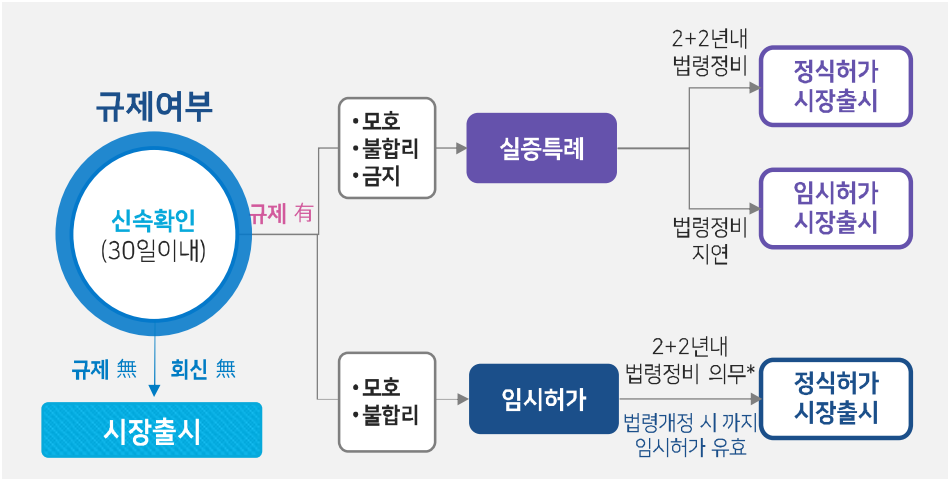 규제여부
신속확인
(30일이내)
규제 有
규제 無
회신 無
시장출시
• 모호
• 불합리
• 금지
실증특례
2+2년내
법령정비
정식허가
시장출시
법령정비
지연
임시허가
시장출시
• 모호
• 불합리
임시허가
2+2년내
법령정비 의무*
법령개정 시 까지
임시허가 유효
정식허가
시장출시